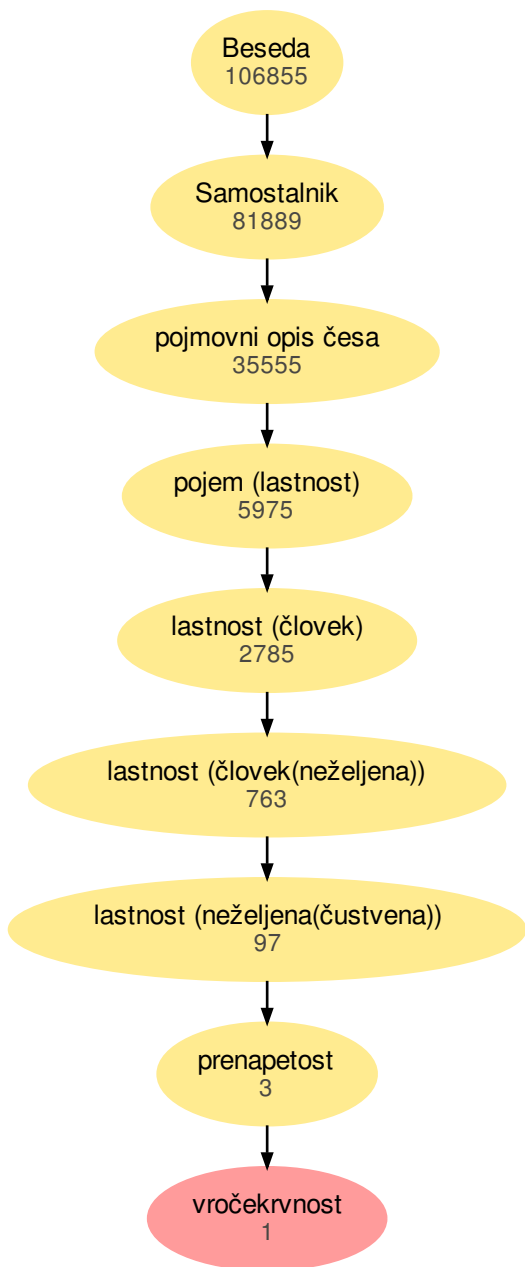 Beseda
106855
Samostalnik
81889
pojmovni opis česa
35555
pojem (lastnost)
5975
lastnost (človek)
2785
lastnost (človek(neželjena))
763
lastnost (neželjena(čustvena))
97
prenapetost
3
vročekrvnost
1